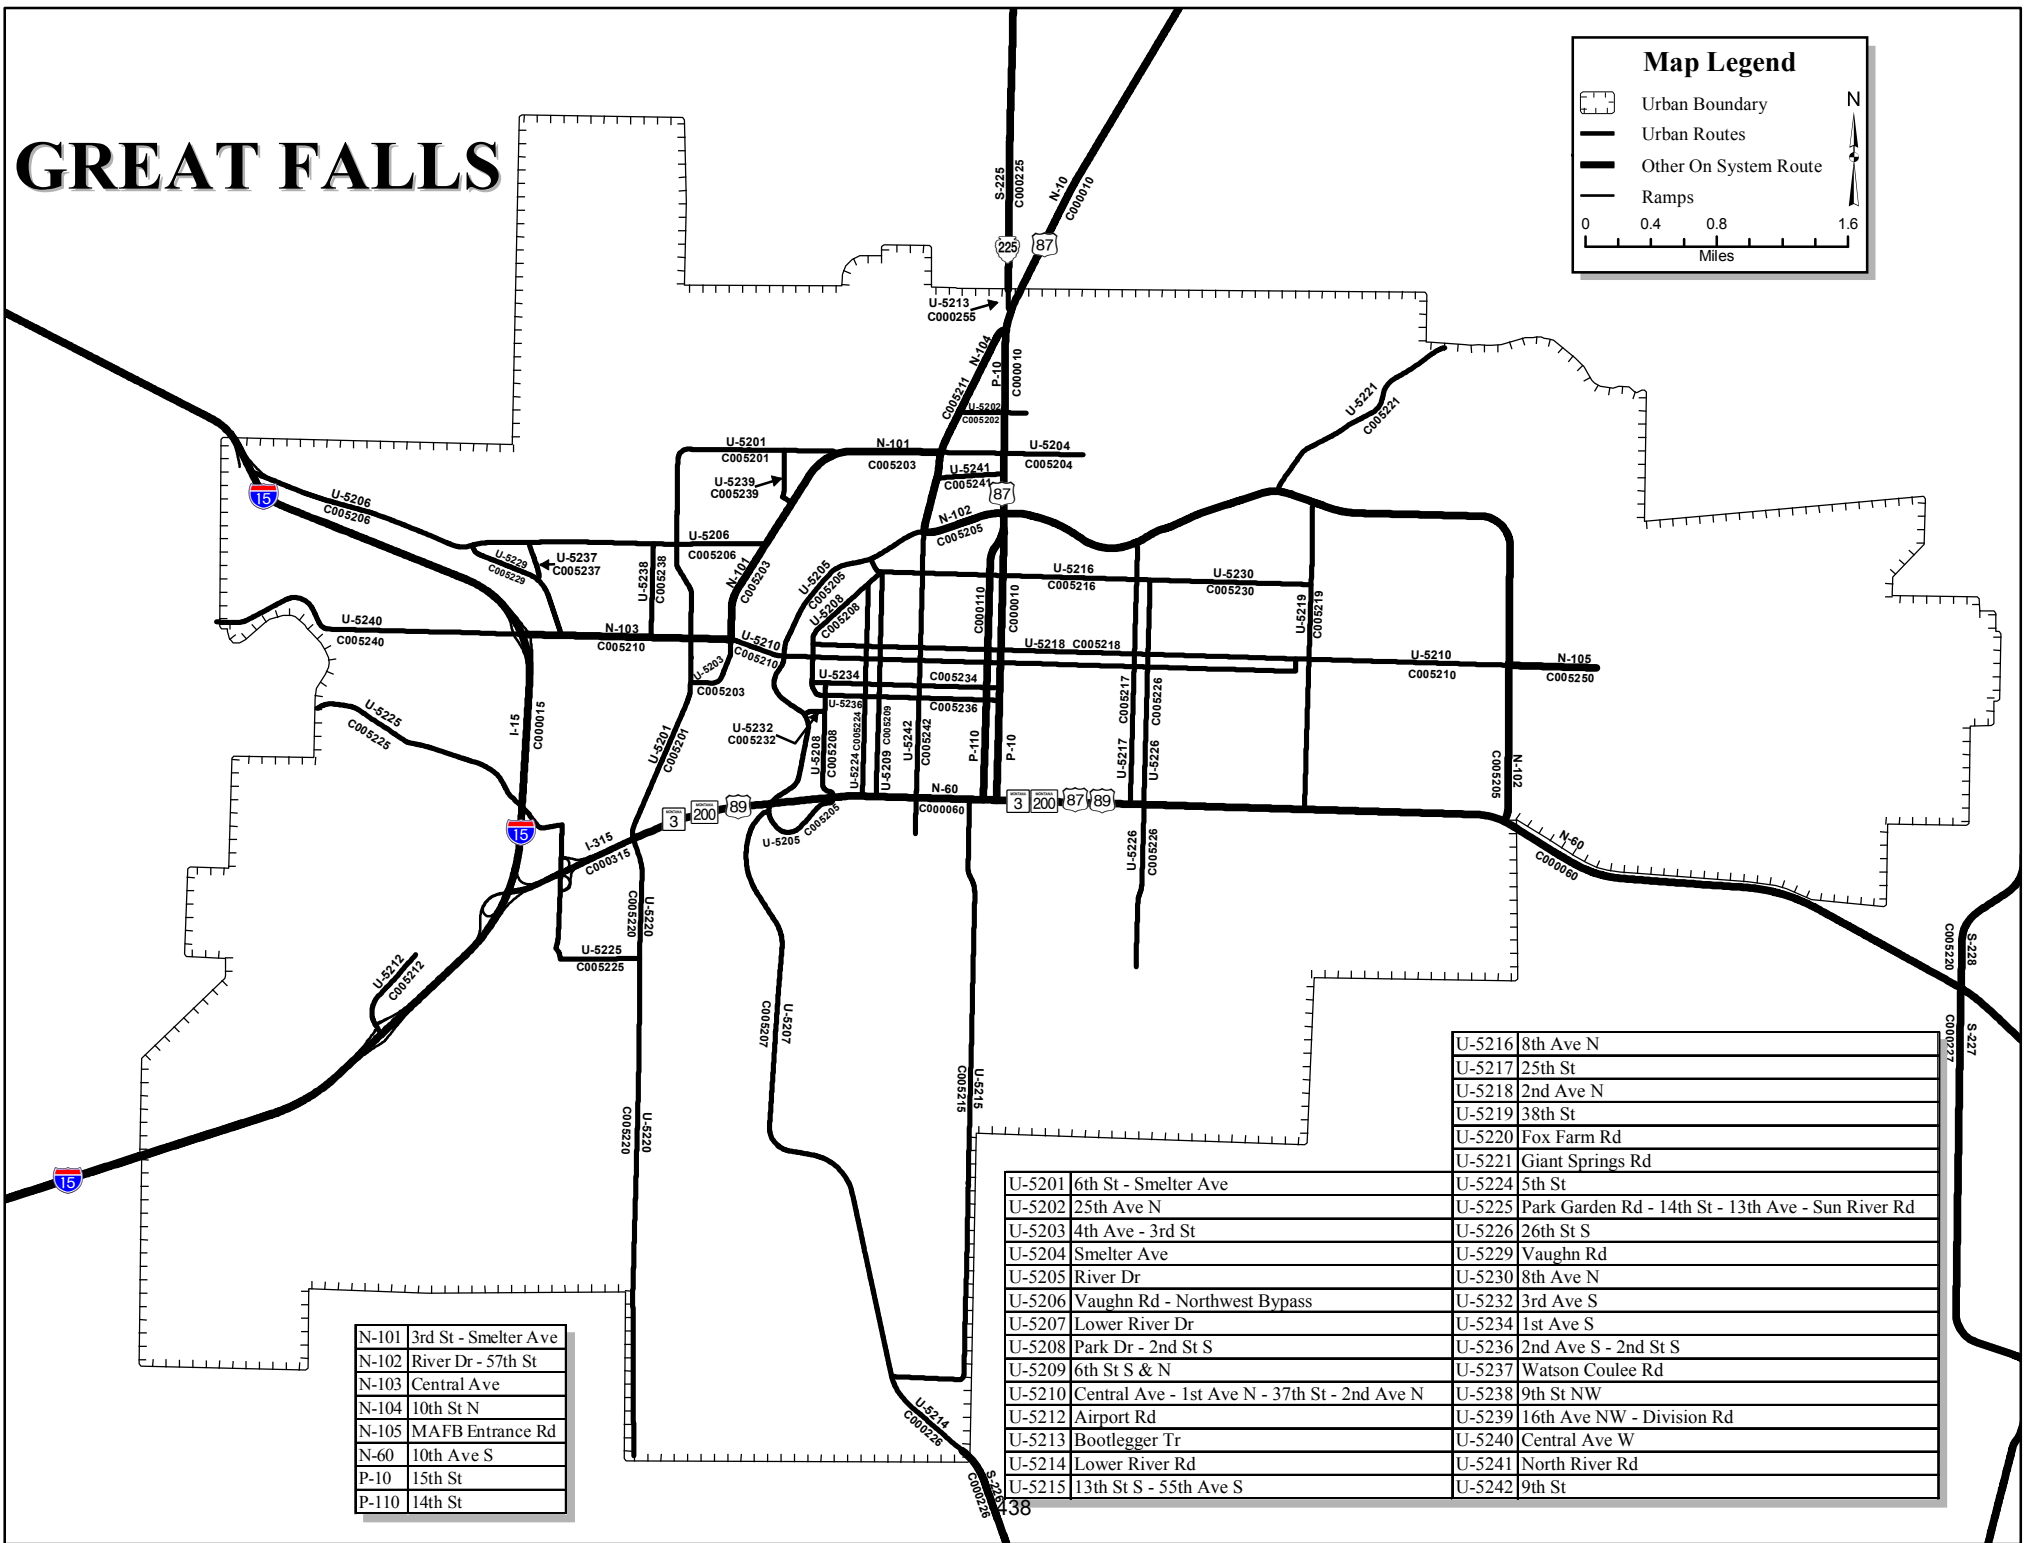 GREAT FALLS
Map Legend
Urban Boundary
Urban Routes
Other On System Route
Ramps
N
0 0.4 0.8 1.6
Miles
S-225
C000225
N-10
C000010
225
87
U-5213
C000255
N-104
C005211
P-10
C000010
U-5202
C005202
U-5221
C005221
U-5201
C005201
N-101
C005203
U-5204
C005204
U-5239
C005239
U-5241
C005241
87
15
U-5206
C005206
N-102
C005205
U-5206
C005206
U-5229
C005229
U-5237
C005237
U-5238
C005238
N-101
C005203
U-5205
C005205
U-5208
C005208
U-5216
C005216
U-5230
C005230
C000110
C000010
U-5219
C005219
U-5240
C005240
N-103
C005210
U-5210
C005210
U-5218 C005218
U-5210
C005210
N-105
C005250
U-5203
C005203
U-5234
C005234
U-5236
C005236
U-5225
C005225
I-15
C000015
U-5201
C005201
U-5232
C005232
U-5208
C005208
U-5224 C005224
U-5209 C005209
U-5242
C005242
P-110
P-10
U-5217
C005217
U-5226
C005226
C005205
N-102
15
I-315
C000315
MONTANA
3
MONTANA
200
89
N-60
C000060
MONTANA
3
MONTANA
200
87
89
U-5205
C005205
U-5226
C005226
N-60
C000060
U-5220
C005220
U-5225
C005225
U-5212
C005212
C005207
U-5207
C005220
S-228
C000227
S-227
U-5215
C005215
U-5220
C005220
15
U-5214
C000226
S-226
C000226
438
N-101 3rd St - Smelter Ave
N-102 River Dr - 57th St
N-103 Central Ave
N-104 10th St N
N-105 MAFB Entrance Rd
N-60 10th Ave S
P-10 15th St
P-110 14th St
U-5201 6th St - Smelter Ave
U-5202 25th Ave N
U-5203 4th Ave - 3rd St
U-5204 Smelter Ave
U-5205 River Dr
U-5206 Vaughn Rd - Northwest Bypass
U-5207 Lower River Dr
U-5208 Park Dr - 2nd St S
U-5209 6th St S & N
U-5210 Central Ave - 1st Ave N - 37th St - 2nd Ave N
U-5212 Airport Rd
U-5213 Bootlegger Tr
U-5214 Lower River Rd
U-5215 13th St S - 55th Ave S
U-5216 8th Ave N
U-5217 25th St
U-5218 2nd Ave N
U-5219 38th St
U-5220 Fox Farm Rd
U-5221 Giant Springs Rd
U-5224 5th St
U-5225 Park Garden Rd - 14th St - 13th Ave - Sun River Rd
U-5226 26th St S
U-5229 Vaughn Rd
U-5230 8th Ave N
U-5232 3rd Ave S
U-5234 1st Ave S
U-5236 2nd Ave S - 2nd St S
U-5237 Watson Coulee Rd
U-5238 9th St NW
U-5239 16th Ave NW - Division Rd
U-5240 Central Ave W
U-5241 North River Rd
U-5242 9th St